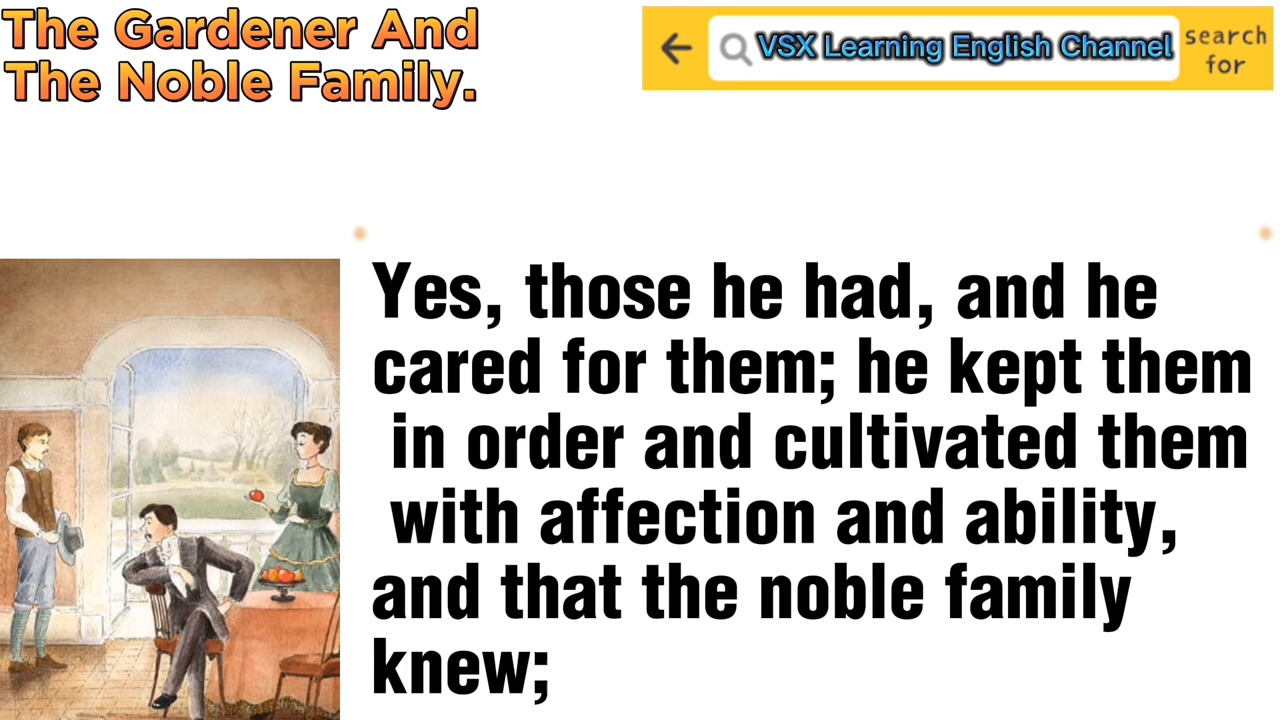 The Gardener And
The Noble Family.
VSX Learning English Channel
search
for
Yes, those he had, and he
cared for them; he kept them
in order and cultivated them
with affection and ability,
and that the noble family
knew;